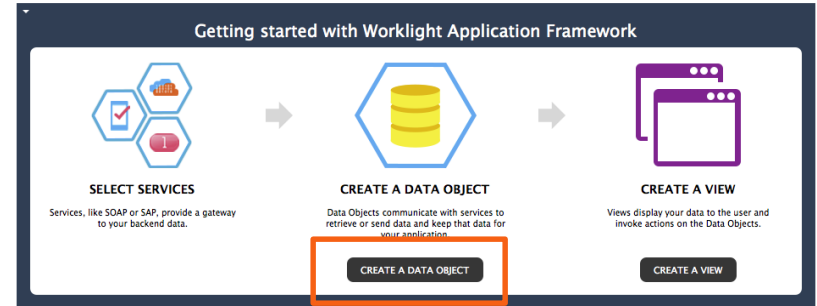 Getting started with Worklight Application Framework
1
SELECT SERVICES
Services, like SOAP or SAP, provide a gateway
to your backend data.
CREATE A DATA OBJECT
Data Objects communicate with services to
retrieve or send data and keep that data for
your application.
CREATE A DATA OBJECT
CREATE A VIEW
Views display your data to the user and
invoke actions on the Data Objects.
CREATE A VIEW